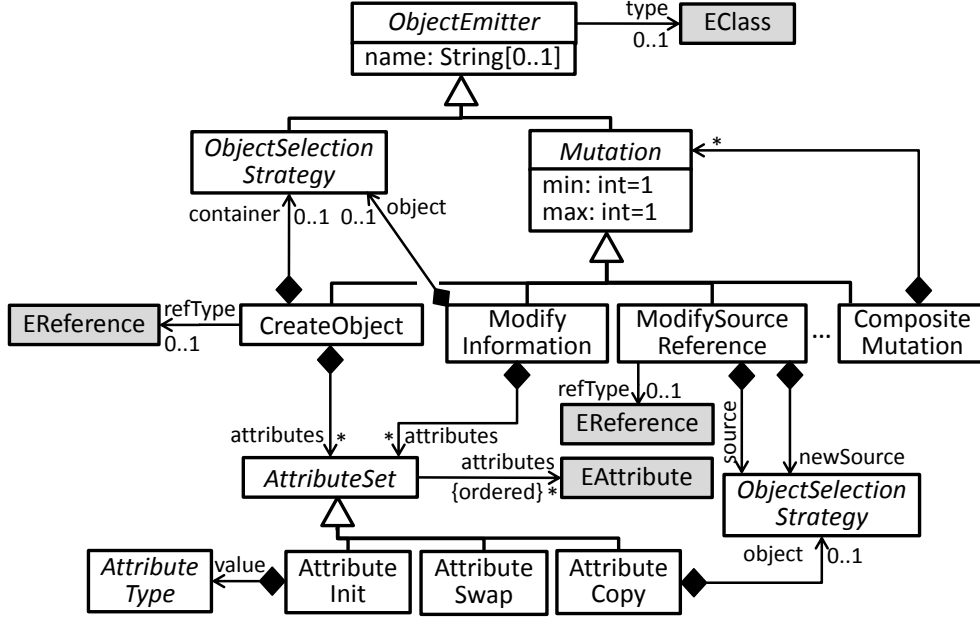 ObjectEmitter
name: String[0..1]
type
0..1
EClass
ObjectSelection
Strategy
Mutation
min: int=1
max: int=1
*
container
0..1
0..1
object
EReference
refType
0..1
CreateObject
Modify
Information
ModifySource
Reference
...
Composite
Mutation
refType
0..1
EReference
source
newSource
attributes
*
*
attributes
AttributeSet
attributes
{ordered}
*
EAttribute
ObjectSelection
Strategy
object
0..1
Attribute
Type
value
Attribute
Init
Attribute
Swap
Attribute
Copy